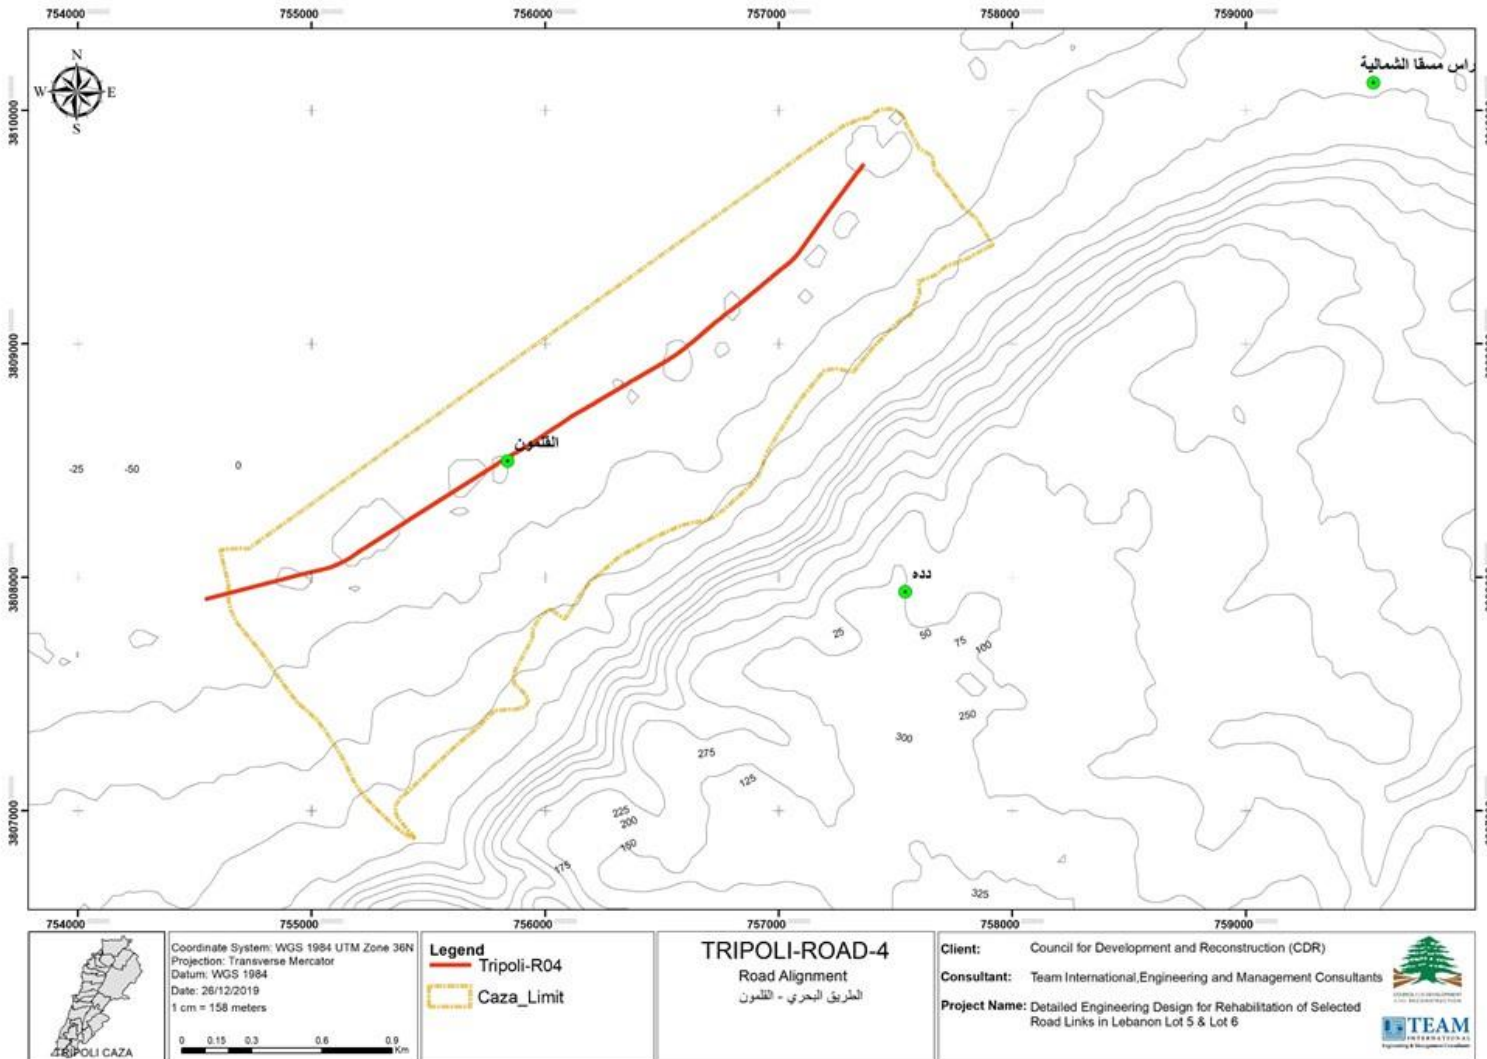 754000 755000 756000 757000 758000 759000
N
W E
S
3810000
راس مسقا الشمالية
3809000
القلمون
-25 -50 0
3808000
دده
25 50 75 100
250
300
275
125
225
200
150
175
325
3807000
754000 755000 756000 757000 758000 759000
TRIPOLI CAZA
Coordinate System: WGS 1984 UTM Zone 36N
Projection: Transverse Mercator
Datum: WGS 1984
Date: 26/12/2019
1 cm = 158 meters
0 0.15 0.3 0.6 0.9
Km
Legend
Tripoli-R04
Caza_Limit
TRIPOLI-ROAD-4
Road Alignment
الطريق البحري - القلمون
Client: Council for Development and Reconstruction (CDR)
Consultant: Team International,Engineering and Management Consultants
Project Name: Detailed Engineering Design for Rehabilitation of Selected
Road Links in Lebanon Lot 5 & Lot 6
TEAM
INTERNATIONAL
Engineering & Management Consultants